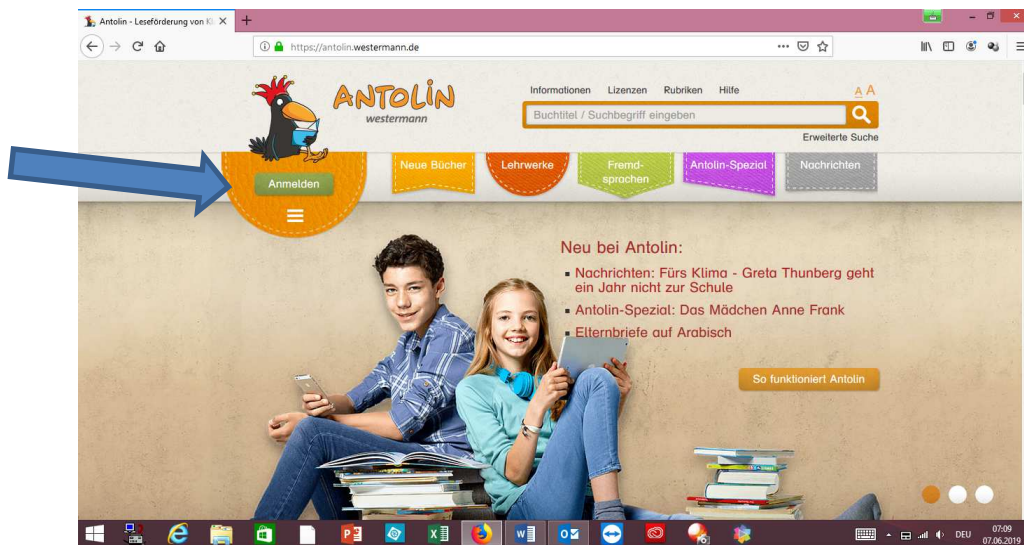 Antolin - Leseförderung von
https://antolin.westermann.de
ANTOLIN
westermann
Informationen Lizenzen Rubriken Hilfe
A A
Buchtitel / Suchbegriff eingeben
Erweiterte Suche
Anmelden
Neue Bücher
Lehrwerke
Fremd-
sprachen
Antolin-Spezial
Nachrichten
Neu bei Antolin:
Nachrichten: Fürs Klima - Greta Thunberg geht
ein Jahr nicht zur Schule
Antolin-Spezial: Das Mädchen Anne Frank
Elternbriefe auf Arabisch
So funktioniert Antolin
DEU
07:09
07.06.2019